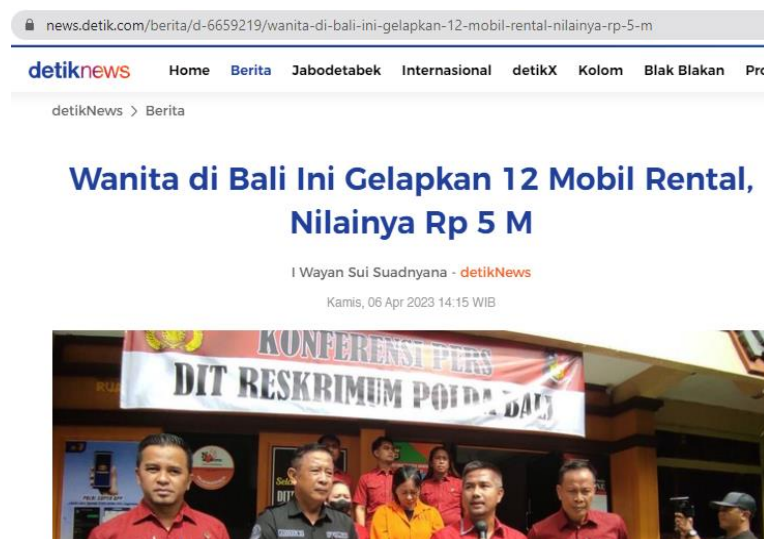 news.detik.com/berita/d-6659219/wanita-di-bali-ini-gelapkan-12-mobil-rental-nilainya-rp-5-m
detiknews Home Berita Jabodetabek Internasional detikX Kolom Blak Blakan Pro
detikNews > Berita
Wanita di Bali Ini Gelapkan 12 Mobil Rental,
Nilainya Rp 5 M
I Wayan Sui Suadnyana - detikNews
Kamis, 06 Apr 2023 14:15 WIB
KONFERENSI PERS
DIT RESKRIMUM POLDA BALI